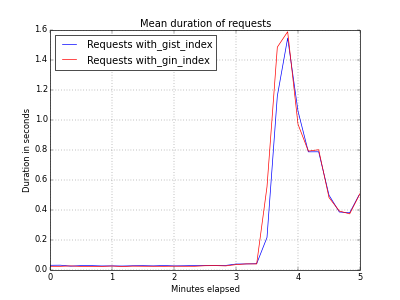 Mean duration of requests
1.6
Requests with_gist_index
Requests with_gin_index
1.4
1.2
1.0
0.8
0.6
0.4
0.2
0.0
Duration in seconds
0 1 2 3 4 5
Minutes elapsed